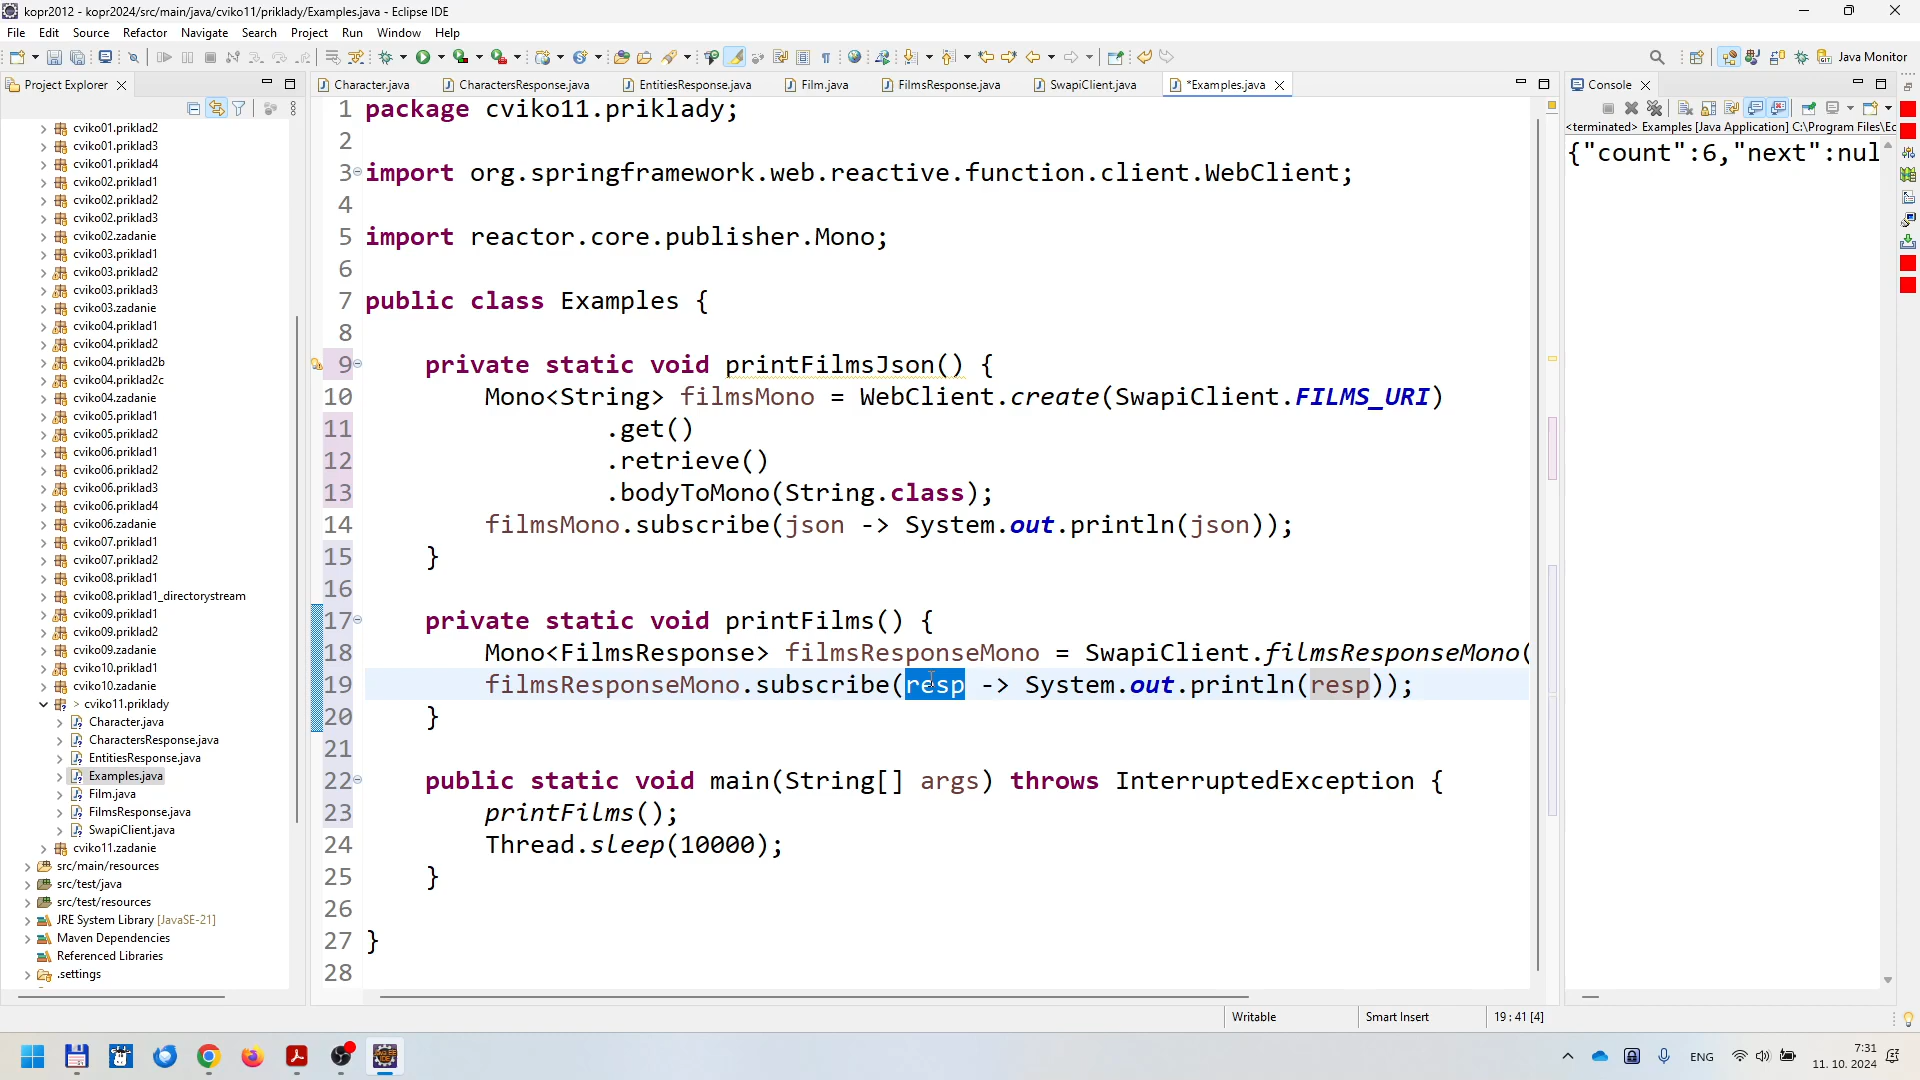 kopr2012 - kopr2024/src/main/java/cviko11/priklady/Examples.java - Eclipse IDE
File Edit Source Refactor Navigate Search Project Run Window Help
Java Monitor
Project Explorer
cviko01.priklad2
cviko01.priklad3
cviko01.priklad4
cviko02.priklad1
cviko02.priklad2
cviko02.priklad3
cviko02.zadanie
cviko03.priklad1
cviko03.priklad2
cviko03.priklad3
cviko03.zadanie
cviko04.priklad1
cviko04.priklad2
cviko04.priklad2b
cviko04.priklad2c
cviko04.zadanie
cviko05.priklad1
cviko05.priklad2
cviko06.priklad1
cviko06.priklad2
cviko06.priklad3
cviko06.priklad4
cviko06.zadanie
cviko07.priklad1
cviko07.priklad2
cviko08.priklad1
cviko08.priklad1_directorystream
cviko09.priklad1
cviko09.priklad2
cviko09.zadanie
cviko10.priklad1
cviko10.zadanie
> cviko11.priklady
Character.java
CharactersResponse.java
EntitiesResponse.java
Examples.java
Film.java
FilmsResponse.java
SwapiClient.java
cviko11.zadanie
src/main/resources
src/test/java
src/test/resources
JRE System Library [JavaSE-21]
Maven Dependencies
Referenced Libraries
.settings
Character.java CharactersResponse.java EntitiesResponse.java Film.java FilmsResponse.java SwapiClient.java *Examples.java
1 package cviko11.priklady;
2
3 import org.springframework.web.reactive.function.client.WebClient;
4
5 import reactor.core.publisher.Mono;
6
7 public class Examples {
8
9 private static void printFilmsJson() {
10 Mono<String> filmsMono = WebClient.create(SwapiClient.FILMS_URI)
11 .get()
12 .retrieve()
13 .bodyToMono(String.class);
14 filmsMono.subscribe(json -> System.out.println(json));
15 }
16
17 private static void printFilms() {
18 Mono<FilmsResponse> filmsResponseMono = SwapiClient.filmsResponseMono(
19 filmsResponseMono.subscribe(resp -> System.out.println(resp));
20 }
21
22 public static void main(String[] args) throws InterruptedException {
23 printFilms();
24 Thread.sleep(10000);
25 }
26
27 }
28
Console
<terminated> Examples [Java Application] C:\Program Files\Ec
{"count":6,"next":nul
Writable Smart Insert 19 : 41 [4]
ENG
7:31
11. 10. 2024